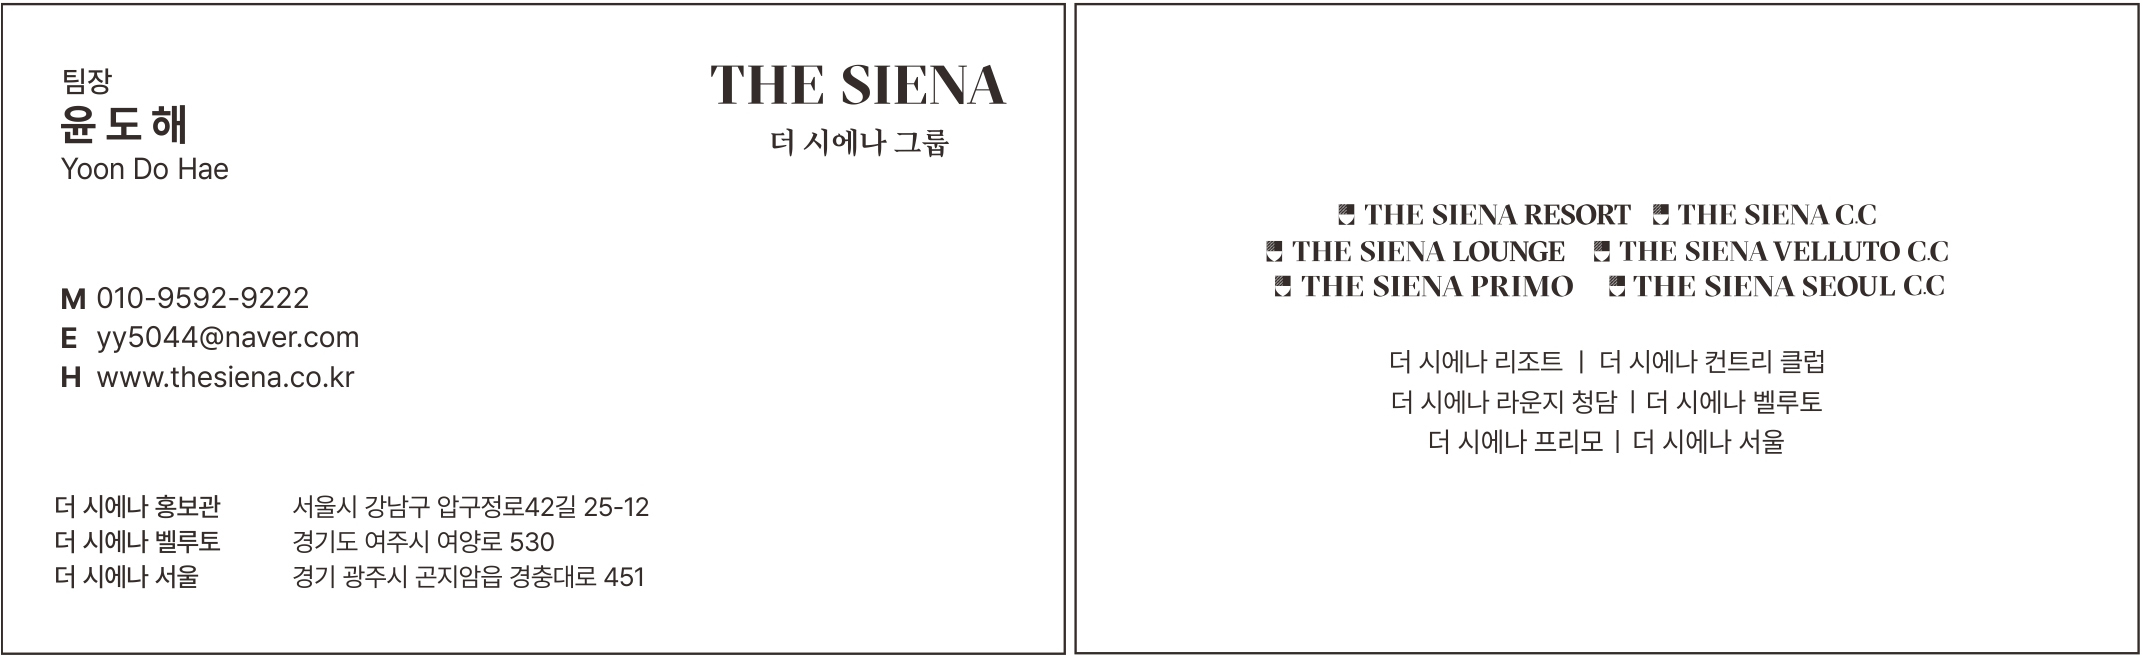 팀장
윤도해
Yoon Do Hae
THE SIENA
더 시에나 그룹
M 010-9592-9222
E yy5044@naver.com
H www.thesiena.co.kr
더 시에나 홍보관 서울시 강남구 압구정로42길 25-12
더 시에나 벨루토 경기도 여주시 여양로 530
더 시에나 서울 경기 광주시 곤지암읍 경충대로 451
THE SIENA RESORT THE SIENA C.C
THE SIENA LOUNGE THE SIENA VELLUTO C.C
THE SIENA PRIMO THE SIENA SEOUL C.C
더 시에나 리조트 | 더 시에나 컨트리 클럽
더 시에나 라운지 청담 | 더 시에나 벨루토
더 시에나 프리모 | 더 시에나 서울